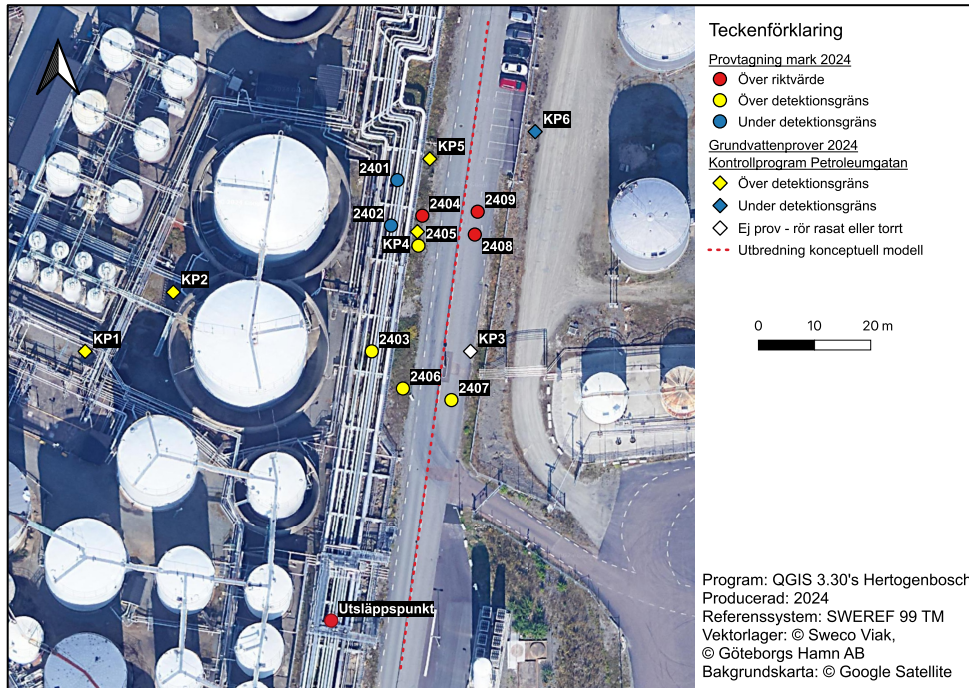 Teckenförklaring
Provtagning mark 2024
Över riktvärde
Över detektionsgräns
Under detektionsgräns
Grundvattenprover 2024
Kontrollprogram Petroleumgatan
Över detektionsgräns
Under detektionsgräns
Ej prov - rör rasat eller torrt
Utbredning konceptuell modell
0 10 20 m
KP6
KP5
2401
2404
2409
2402
2405
2408
KP4
KP2
KP1
2403
KP3
2406
2407
Utsläppspunkt
Program: QGIS 3.30's Hertogenbosch
Producerad: 2024
Referenssystem: SWEREF 99 TM
Vektorlager: © Sweco Viak,
© Göteborgs Hamn AB
Bakgrundskarta: © Google Satellite